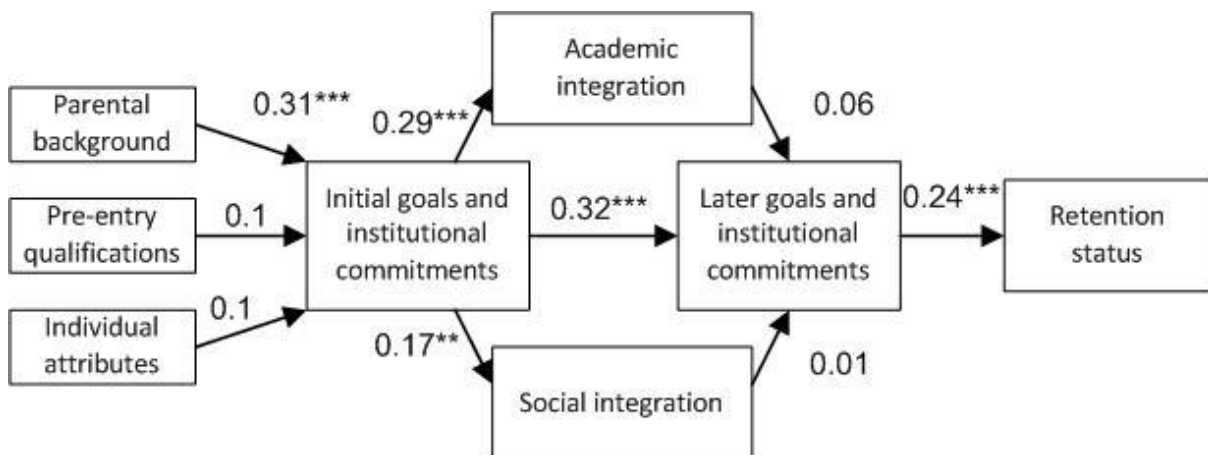 Academic
integration
Parental
background
0.31***
0.29***
0.06
Pre-entry
qualifications
0.1
Initial goals and
institutional
commitments
0.32***
Later goals and
institutional
commitments
0.24***
Retention
status
Individual
attributes
0.1
0.17**
Social integration
0.01